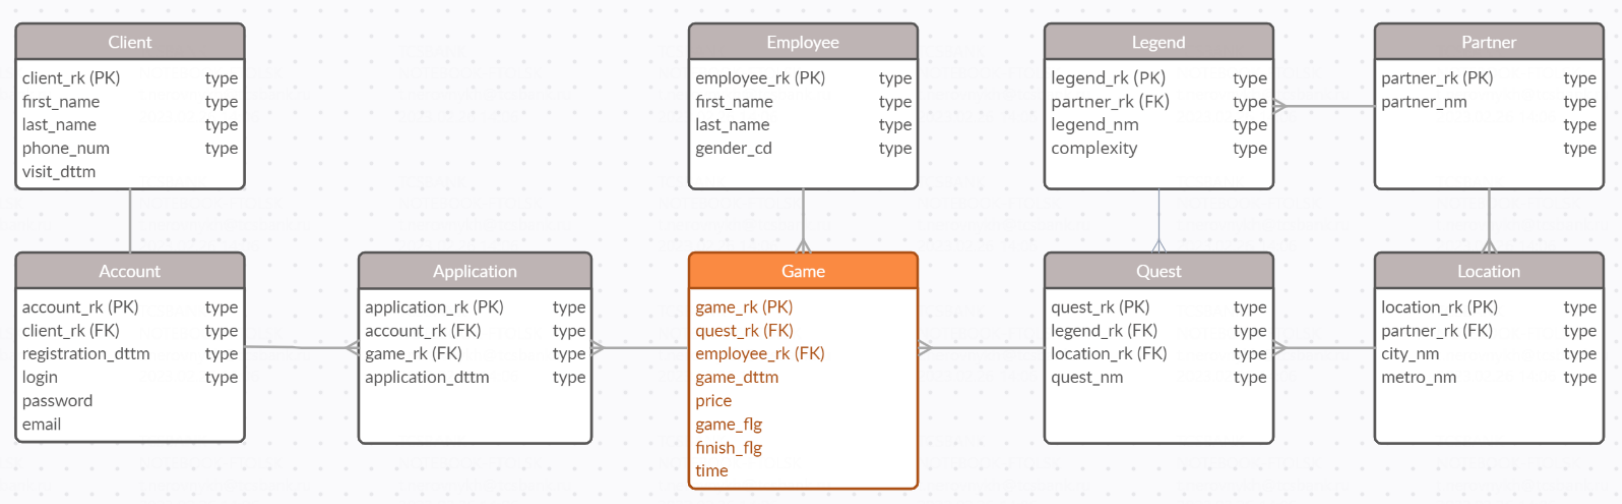 Client
client_rk (PK) type
first_name type
last_name type
phone_num type
visit_dttm
Employee
employee_rk (PK) type
first_name type
last_name type
gender_cd type
Legend
legend_rk (PK) type
partner_rk (FK) type
legend_nm type
complexity type
Partner
partner_rk (PK) type
partner_nm type
type
type
Account
account_rk (PK) type
client_rk (FK) type
registration_dttm type
login type
password
email
Application
application_rk (PK) type
account_rk (FK) type
game_rk (FK) type
application_dttm type
Game
game_rk (PK)
quest_rk (FK)
employee_rk (FK)
game_dttm
price
game_flg
finish_flg
time
Quest
quest_rk (PK) type
legend_rk (FK) type
location_rk (FK) type
quest_nm type
Location
location_rk (PK) type
partner_rk (FK) type
city_nm type
metro_nm type